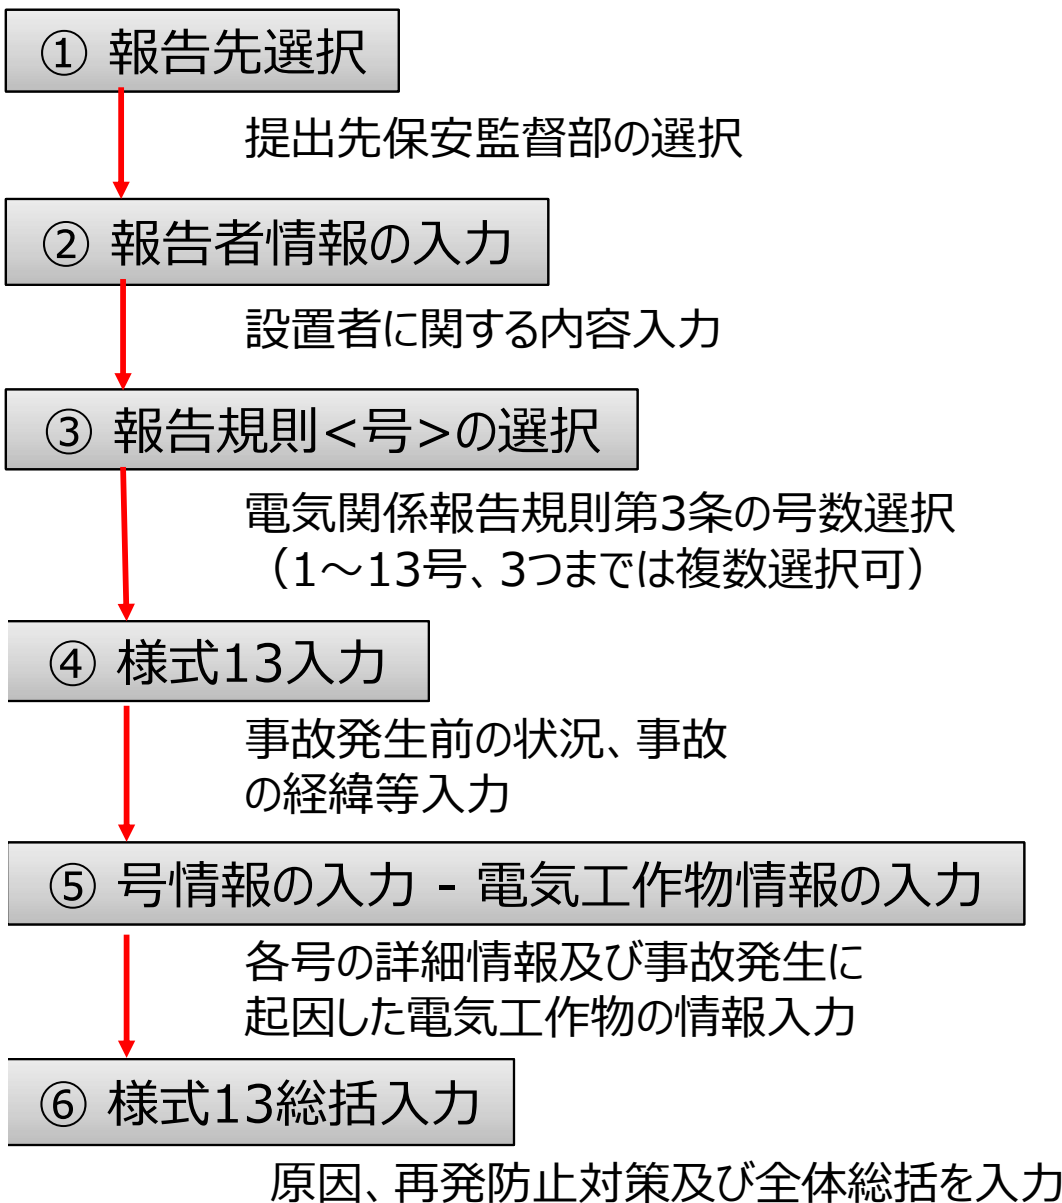 ① 報告先選択
提出先保安監督部の選択
② 報告者情報の入力
設置者に関する内容入力
③ 報告規則<号>の選択
電気関係報告規則第3条の号数選択
（1～13号、3つまでは複数選択可）
④ 様式13入力
事故発生前の状況、事故
の経緯等入力
⑤ 号情報の入力 - 電気工作物情報の入力
各号の詳細情報及び事故発生に
起因した電気工作物の情報入力
⑥ 様式13総括入力
原因、再発防止対策及び全体総括を入力